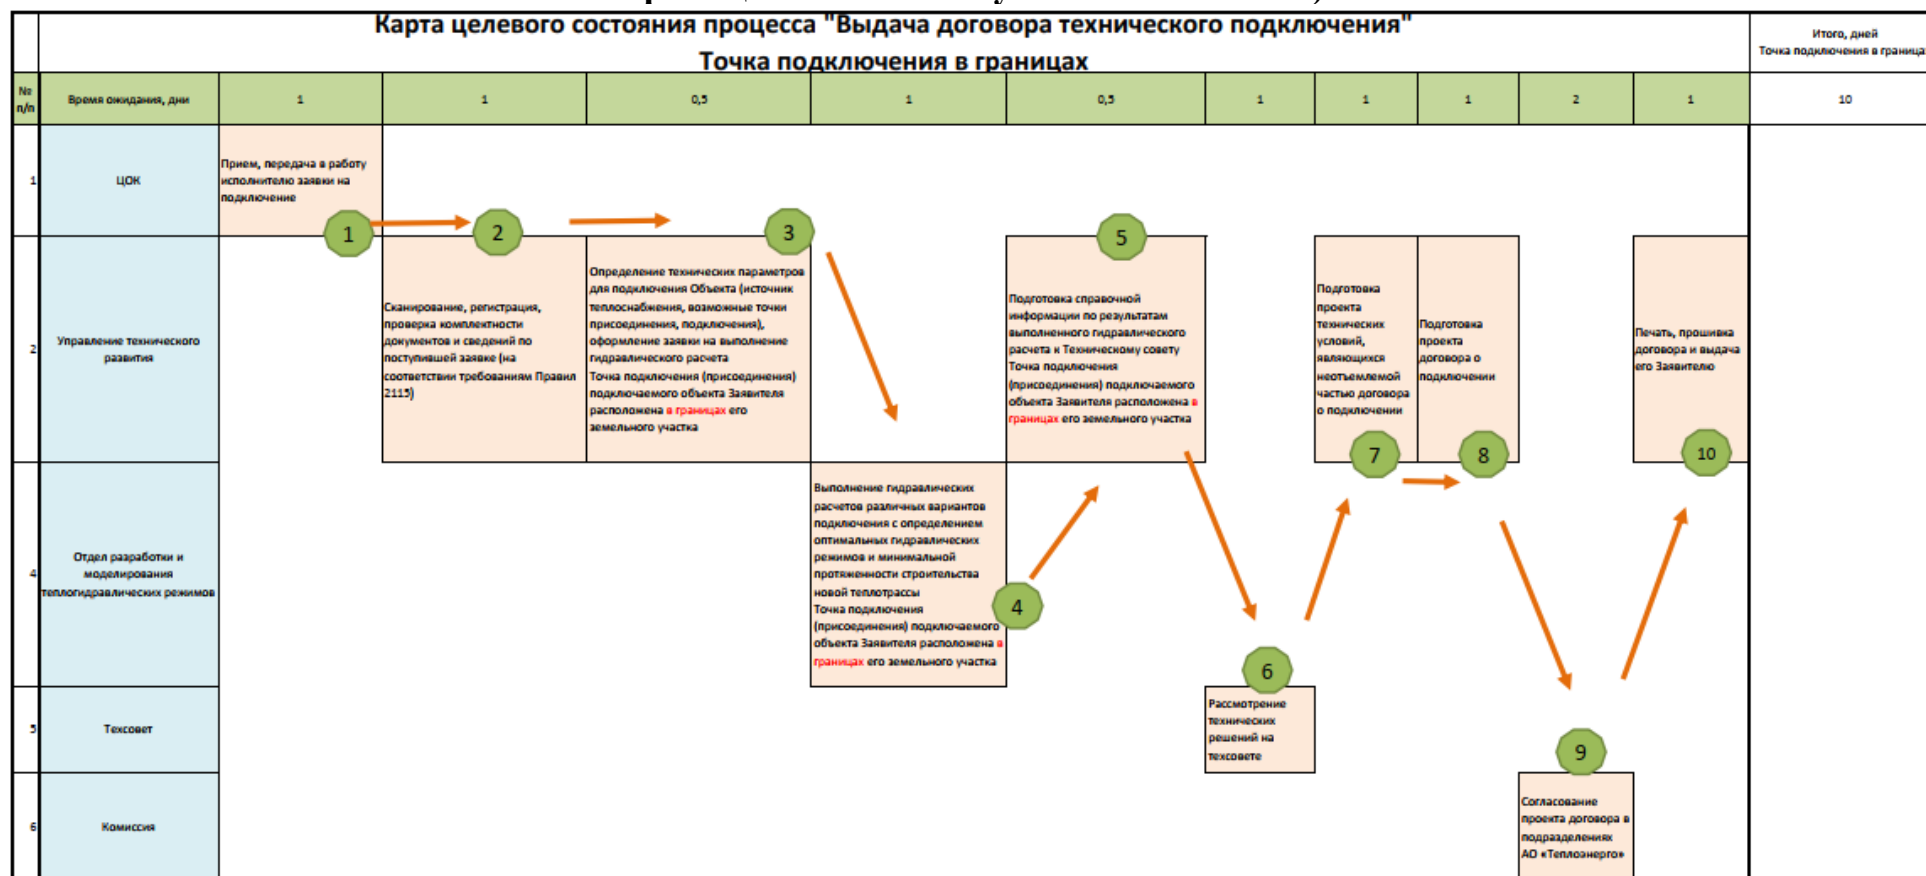 Карта целевого состояния процесса "Выдача договора технического подключения"
Точка подключения в границах
Итого, дней
Точка подключения в граница
№
п/п
Время ожидания, дни
1
1
0,5
1
0,5
1
1
1
2
1
10
1
ЦОК
Прием, передача в работу
исполнителю заявки на
подключение
1
2
3
5
2
Управление технического
развития
Сканирование, регистрация,
проверка комплектности
документов и сведений по
поступившей заявке (на
соответствии требованиям Правил
2115)
Определение технических параметров
для подключения Объекта (источник
теплоснабжения, возможные точки
присоединения, подключения),
оформление заявки на выполнение
гидравлического расчета
Точка подключения (присоединения)
подключаемого объекта Заявителя
расположена в границах его
земельного участка
Подготовка справочной
информации по результатам
выполненного гидравлического
расчета к Техническому совету
Точка подключения
(присоединения) подключаемого
объекта Заявителя расположена в
границах его земельного участка
Подготовка
проекта
технических
условий,
являющихся
неотъемлемой
частью договора
о подключении
Подготовка
проекта
договора о
подключении
Печать, прошивка
договора и выдача
его Заявителю
7
8
10
4
Отдел разработки и
моделирования
теплогидравлических режимов
Выполнение гидравлических
расчетов различных вариантов
подключения с определением
оптимальных гидравлических
режимов и минимальной
протяженности строительства
новой теплотрассы
Точка подключения
(присоединения) подключаемого
объекта Заявителя расположена в
границах его земельного участка
4
6
5
Техсовет
Рассмотрение
технических
решений на
техсовете
9
6
Комиссия
Согласование
проекта договора в
подразделениях
АО «Теплоэнерго»